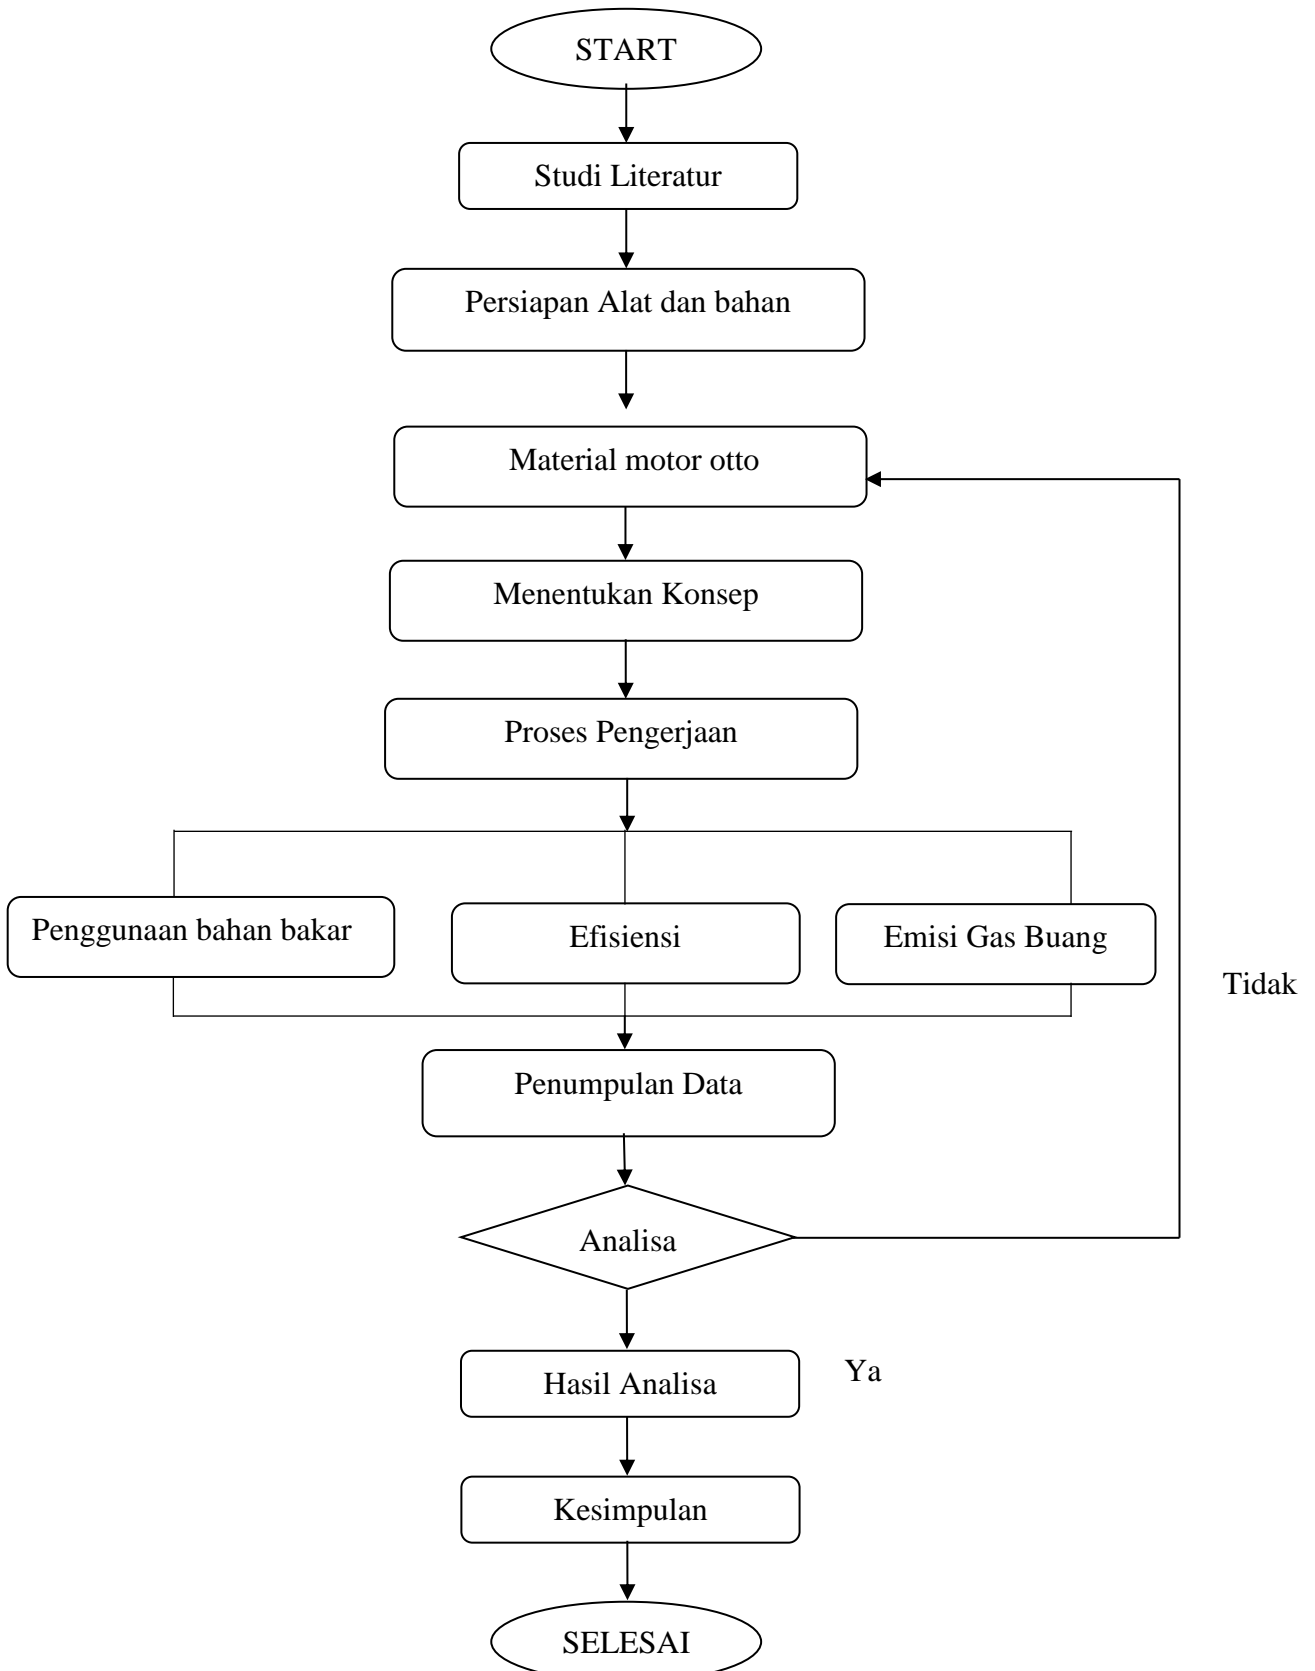 START
Studi Literatur
Persiapan Alat dan bahan
Material motor otto
Menentukan Konsep
Proses Pengerjaan
Penggunaan bahan bakar
Efisiensi
Emisi Gas Buang
Tidak
Penumpulan Data
Analisa
Ya
Hasil Analisa
Kesimpulan
SELESAI